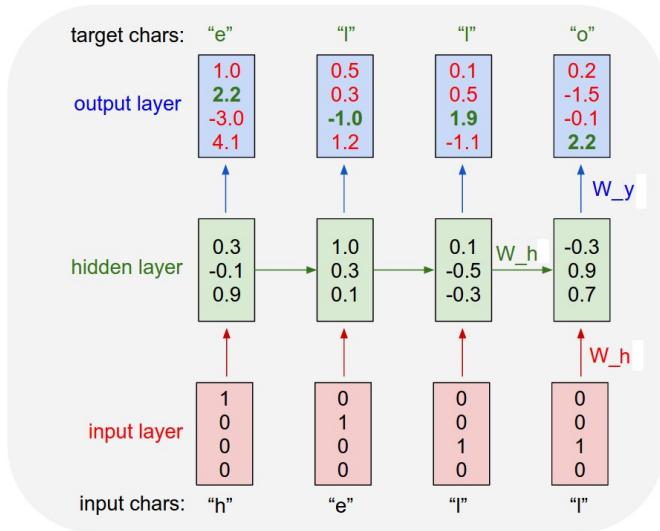 target chars: “e” “l” “l” “o”
1.0 0.5 0.1 0.2
output layer 2.2 0.3 0.5 -1.5
-3.0 -1.0 1.9 -0.1
4.1 1.2 -1.1 2.2
W_y
0.3 1.0 0.1 -0.3
W_h
hidden layer -0.1 0.3 -0.5 0.9
0.9 0.1 -0.3 0.7
W_h
1 0 0 0
input layer 0 1 0 0
0 0 1 1
0 0 0 0
input chars: “h” “e” “l” “l”